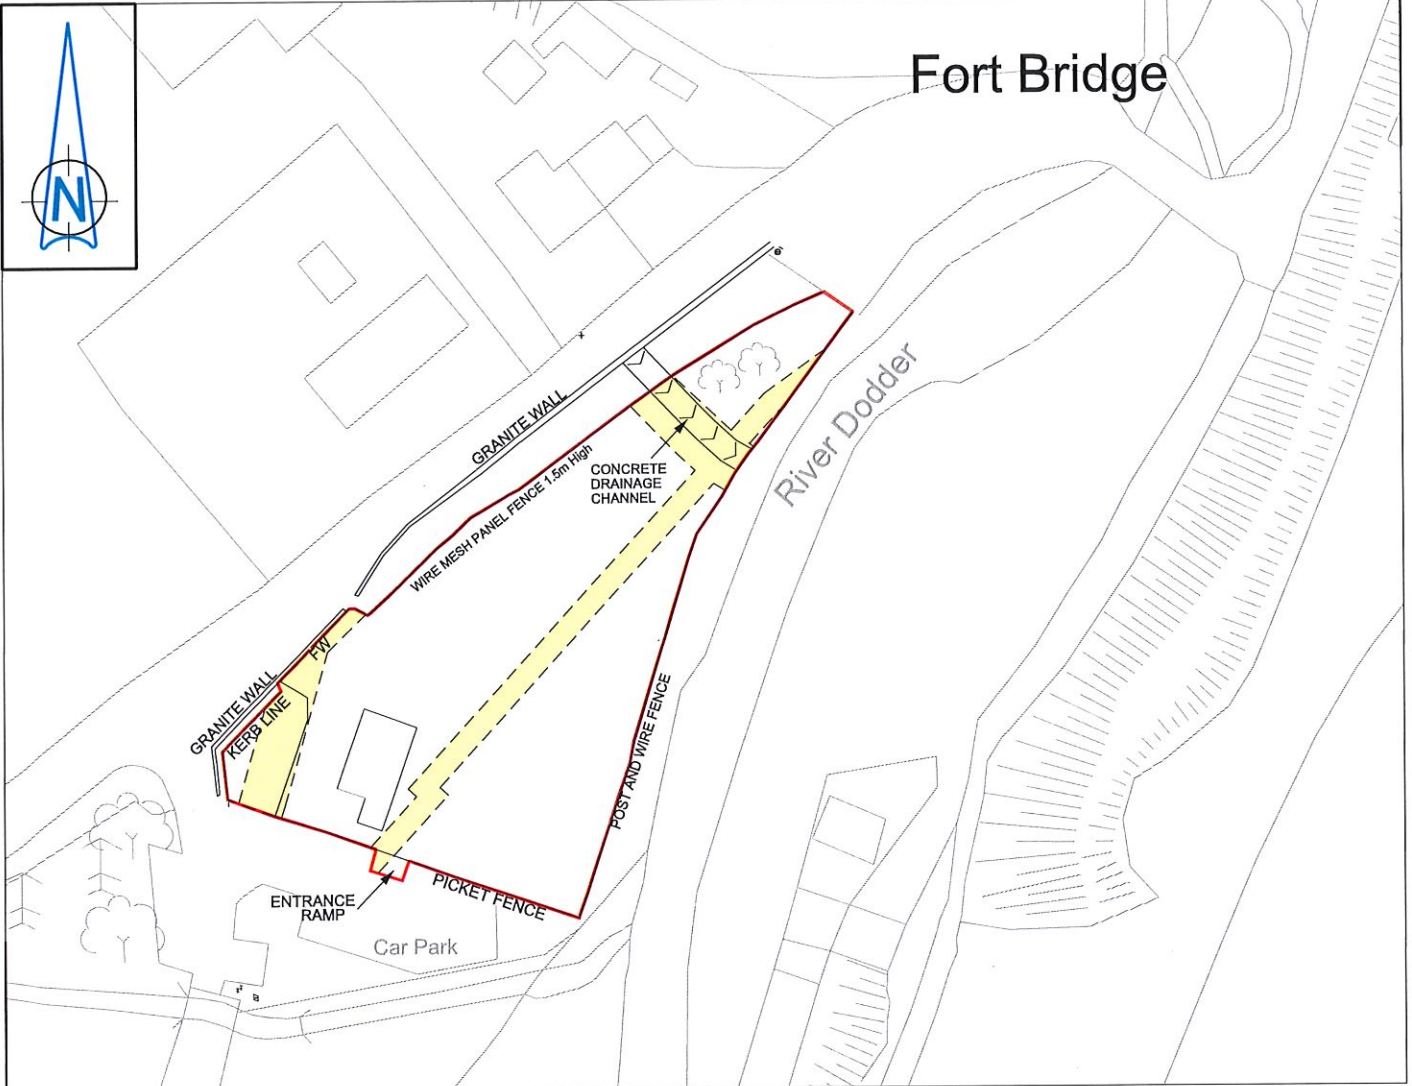 Fort Bridge
N
GRANITE WALL
WIRE MESH PANEL FENCE 1.5m High
CONCRETE
DRAINAGE
CHANNEL
River Dodder
FW
GRANITE WALL
KERB LINE
POST AND WIRE FENCE
ENTRANCE
RAMP
PICKET FENCE
Car Park